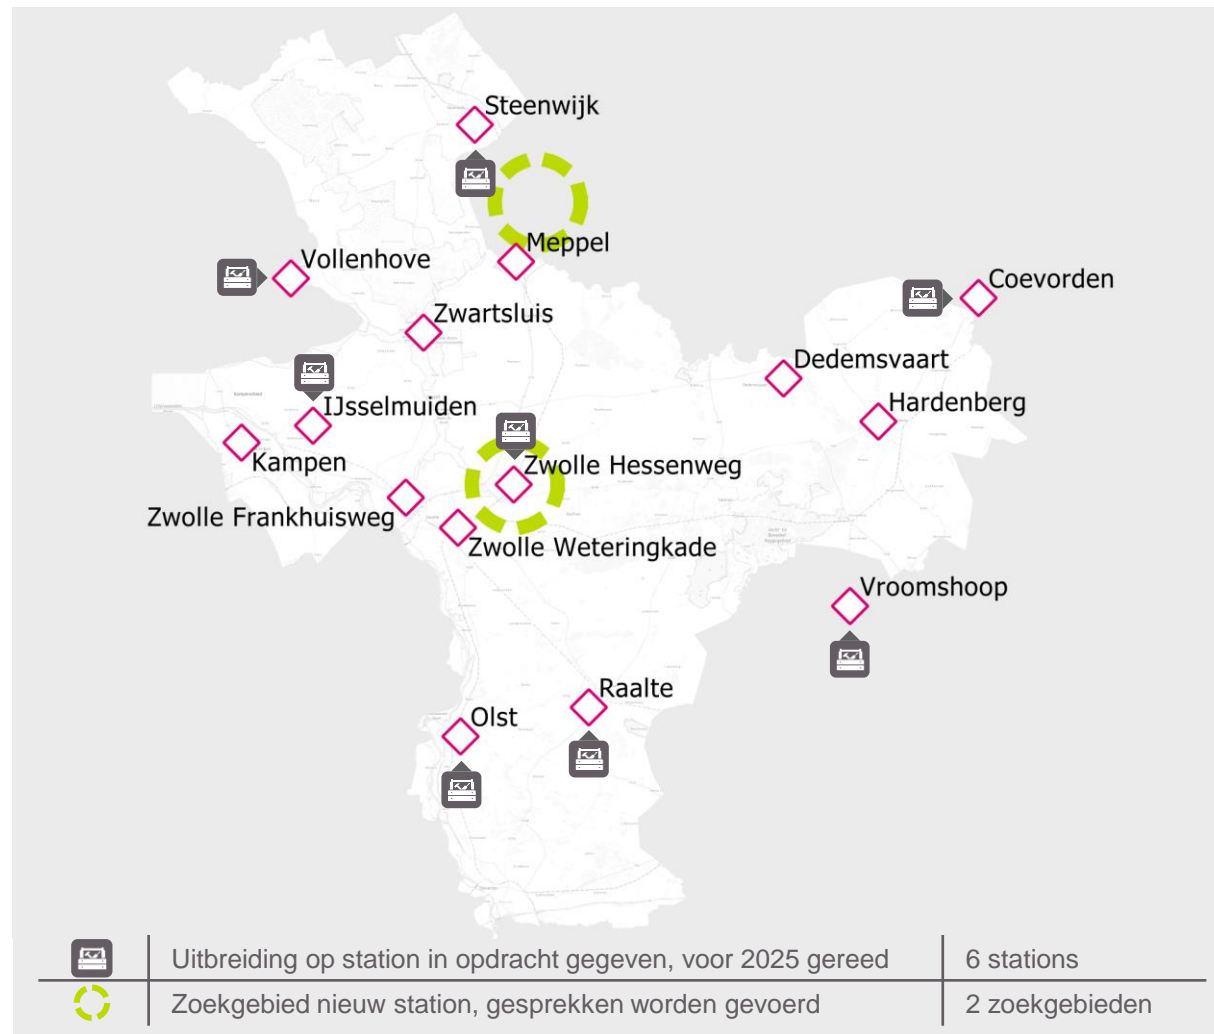 Steenwijk
Meppel
Vollenhove
Coevorden
Zwartsluis
Dedemsvaart
Hardenberg
IJsselmuiden
Kampen
Zwolle Hessenweg
Zwolle Frankhuisweg
Zwolle Weteringkade
Vroomshoop
Raalte
Olst
Uitbreiding op station in opdracht gegeven, voor 2025 gereed 6 stations
Zoekgebied nieuw station, gesprekken worden gevoerd 2 zoekgebieden